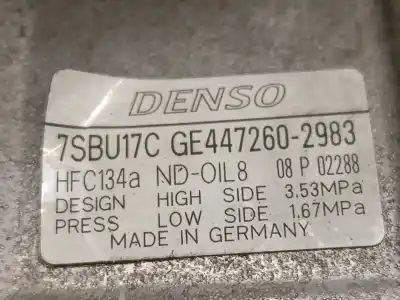 DENSO
7SBU17C GE447260-2983
HFC134a ND-OIL8 08 P 02288
DESIGN HIGH SIDE 3.53MPa
PRESS LOW SIDE 1.67MPa
MADE IN GERMANY